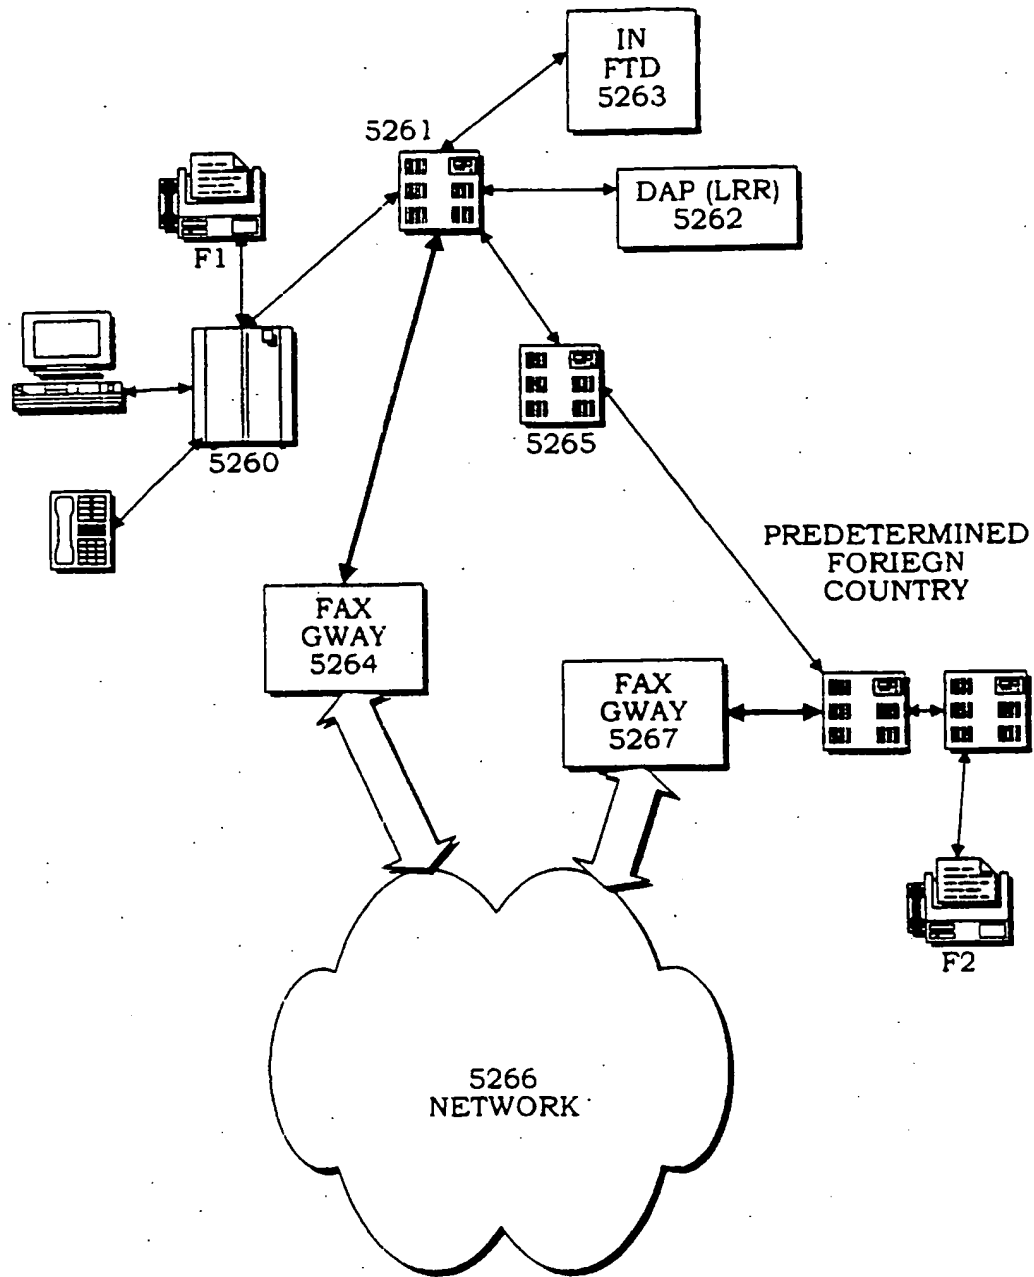 IN
FTD
5263
5261
DAP (LRR)
5262
F1
5260
5265
PREDETERMINED
FORIEGN
COUNTRY
FAX
GWAY
5264
FAX
GWAY
5267
F2
5266
NETWORK